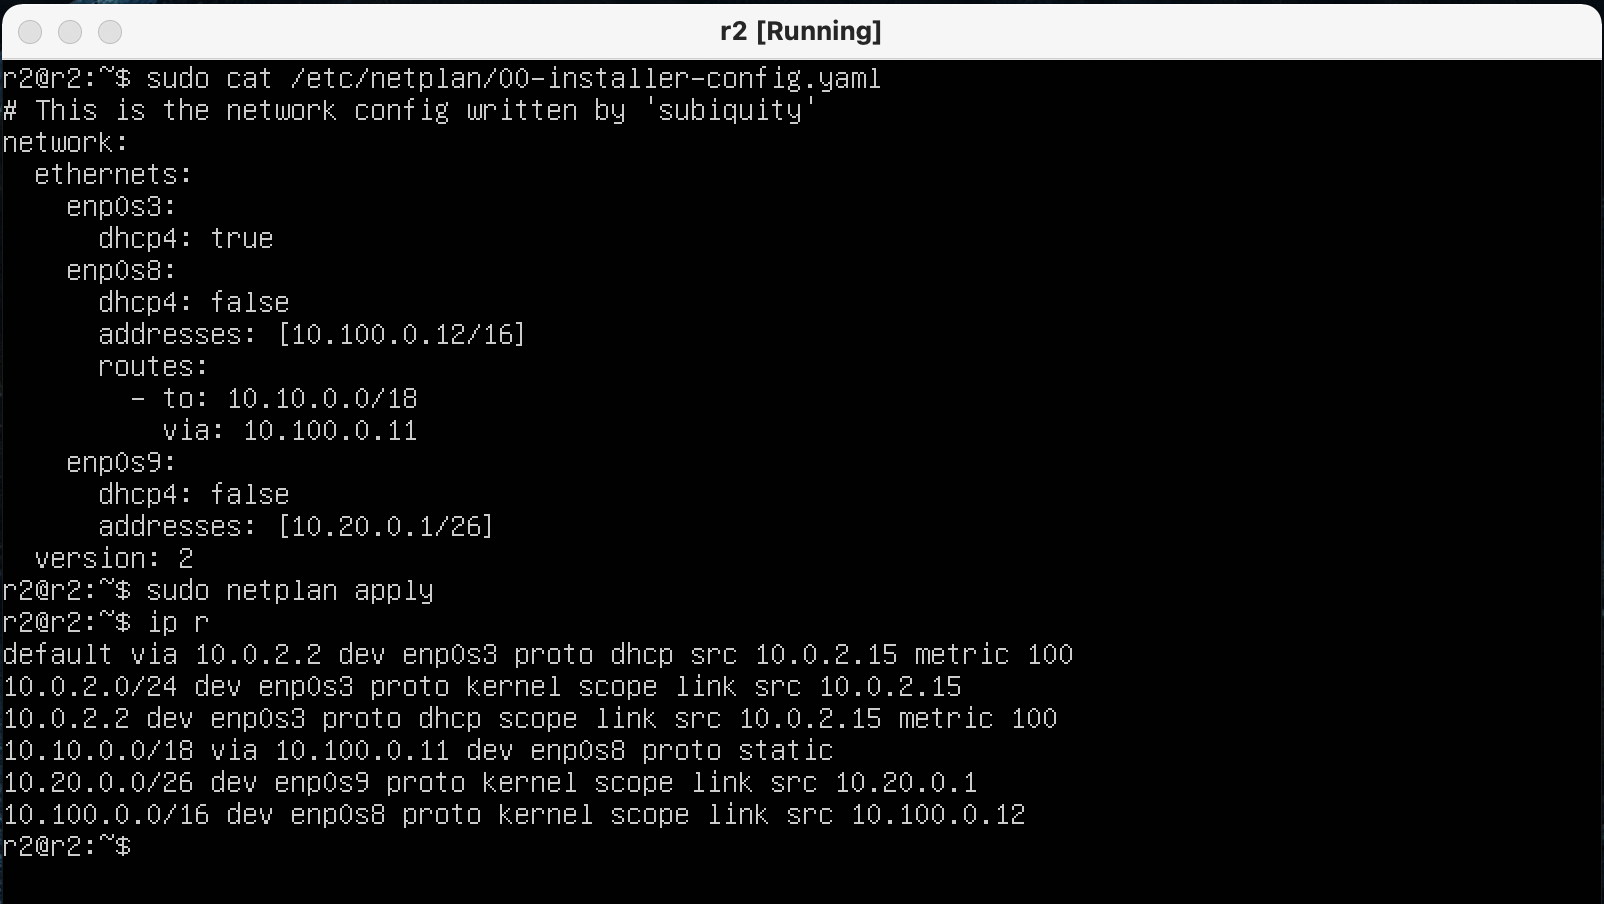 r2 [Running]
r2@r2:~$ sudo cat /etc/netplan/00-installer-config.yaml
# This is the network config written by 'subiquity'
network:
  ethernets:
    enp0s3:
      dhcp4: true
    enp0s8:
      dhcp4: false
      addresses: [10.100.0.12/16]
      routes:
        - to: 10.10.0.0/18
          via: 10.100.0.11
    enp0s9:
      dhcp4: false
      addresses: [10.20.0.1/26]
  version: 2
r2@r2:~$ sudo netplan apply
r2@r2:~$ ip r
default via 10.0.2.2 dev enp0s3 proto dhcp src 10.0.2.15 metric 100
10.0.2.0/24 dev enp0s3 proto kernel scope link src 10.0.2.15
10.0.2.2 dev enp0s3 proto dhcp scope link src 10.0.2.15 metric 100
10.10.0.0/18 via 10.100.0.11 dev enp0s8 proto static
10.20.0.0/26 dev enp0s9 proto kernel scope link src 10.20.0.1
10.100.0.0/16 dev enp0s8 proto kernel scope link src 10.100.0.12
r2@r2:~$